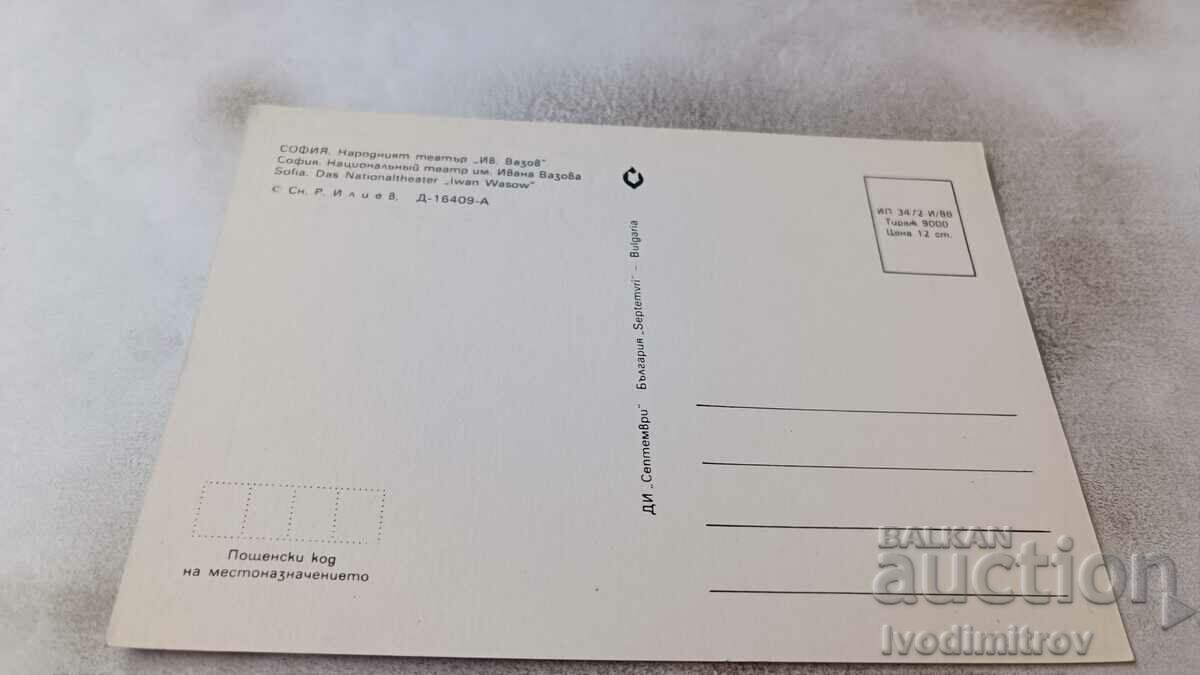 СОФИЯ. Народният театър „Ив. Вазов"
София. Национальный театр им. Ивана Вазова
Sofia. Das Nationaltheater „Iwan Wasow"
© Сн. Р. Илиев, Д-16409-А
ДИ „Септември" България „Septemvri" – Bulgaria
ИП 3472-И/88
Тираж 9000
Цена 12 ст.
Пощенски код
на местоназначението
BALKAN
auction
Ivodimitrov